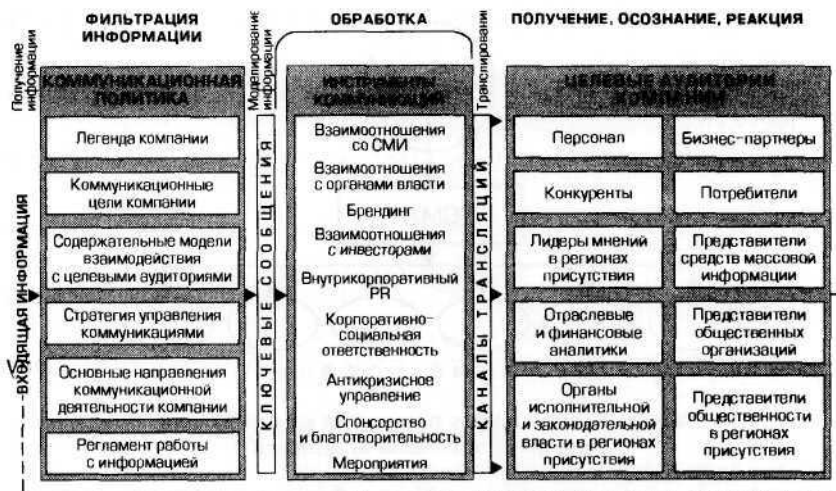 ФИЛЬТРАЦИЯ
ИНФОРМАЦИИ
ОБРАБОТКА
ПОЛУЧЕНИЕ, ОСОЗНАНИЕ, РЕАКЦИЯ
Получение
информации
ВХОДЯЩАЯ ИНФОРМАЦИЯ
КОММУНИКАЦИОННАЯ
ПОЛИТИКА
Легенда компании
Коммуникационные
цели компании
Содержательные модели
взаимодействия
с целевыми аудиториями
Стратегия управления
коммуникациями
Основные направления
коммуникационной
деятельности компании
Регламент работы
с информацией
Моделирование
информации
КЛЮЧЕВЫЕ СООБЩЕНИЯ
ИНСТРУМЕНТЫ
КОММУНИКАЦИЙ
Взаимоотношения
со СМИ
Взаимоотношения
с органами власти
Брендинг
Взаимоотношения
с инвесторами
Внутрикорпоративный
PR
Корпоративно-
социальная
ответственность
Антикризисное
управление
Спонсорство
и благотворительность
Мероприятия
Транслирование
КАНАЛЫ ТРАНСЛЯЦИЙ
ЦЕЛЕВЫЕ АУДИТОРИИ
КОМПАНИИ
Персонал
Бизнес-партнеры
Конкуренты
Потребители
Лидеры мнений
в регионах
присутствия
Представители
средств массовой
информации
Отраслевые
и финансовые
аналитики
Представители
общественных
организаций
Органы
исполнительной
и законодательной
власти в регионах
присутствия
Представители
общественности
в регионах
присутствия